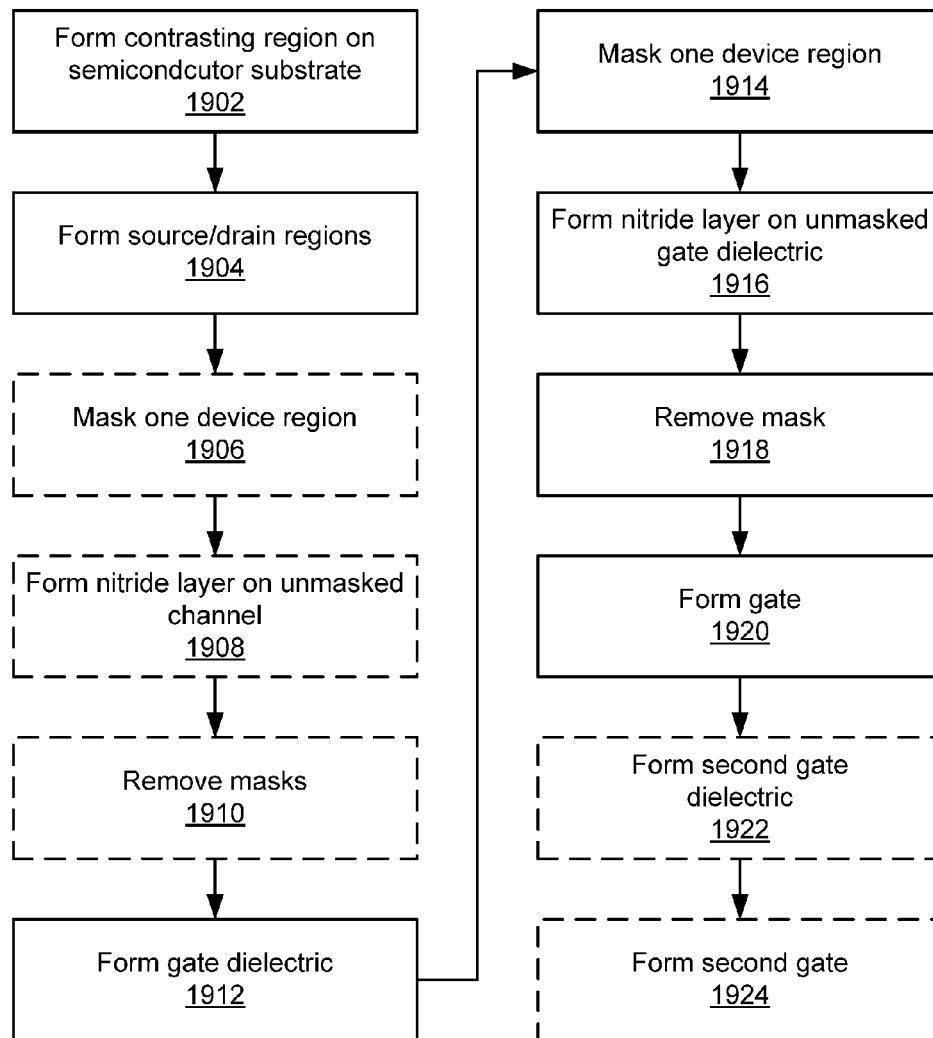 Form contrasting region on
semicondcutor substrate
1902
Form source/drain regions
1904
Mask one device region
1906
Form nitride layer on unmasked
channel
1908
Remove masks
1910
Form gate dielectric
1912
Mask one device region
1914
Form nitride layer on unmasked
gate dielectric
1916
Remove mask
1918
Form gate
1920
Form second gate
dielectric
1922
Form second gate
1924